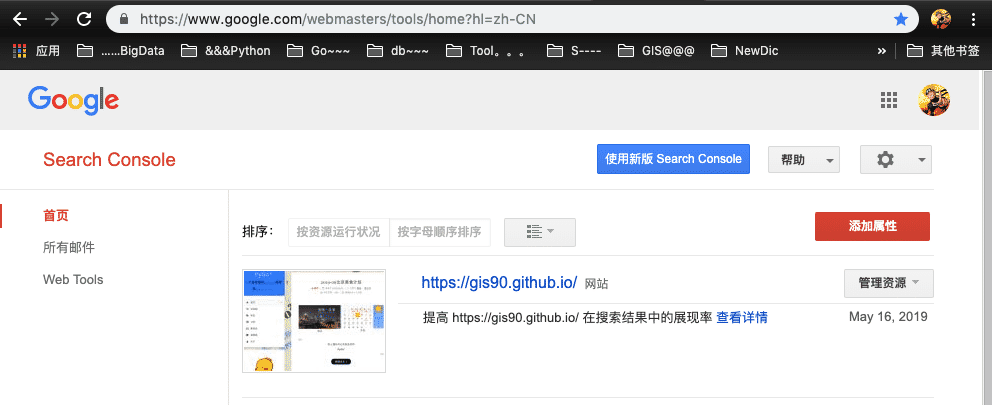 https://www.google.com/webmasters/tools/home?hl=zh-CN
应用 ......BigData &&&Python Go~~~ db~~~ Tool。。。 S---- GIS@@@ NewDic » 其他书签
Google
Search Console 使用新版 Search Console 帮助
首页
所有邮件
Web Tools
排序： 按资源运行状况 按字母顺序排序 添加属性
https://gis90.github.io/ 网站 管理资源
提高 https://gis90.github.io/ 在搜索结果中的展现率 查看详情 May 16, 2019